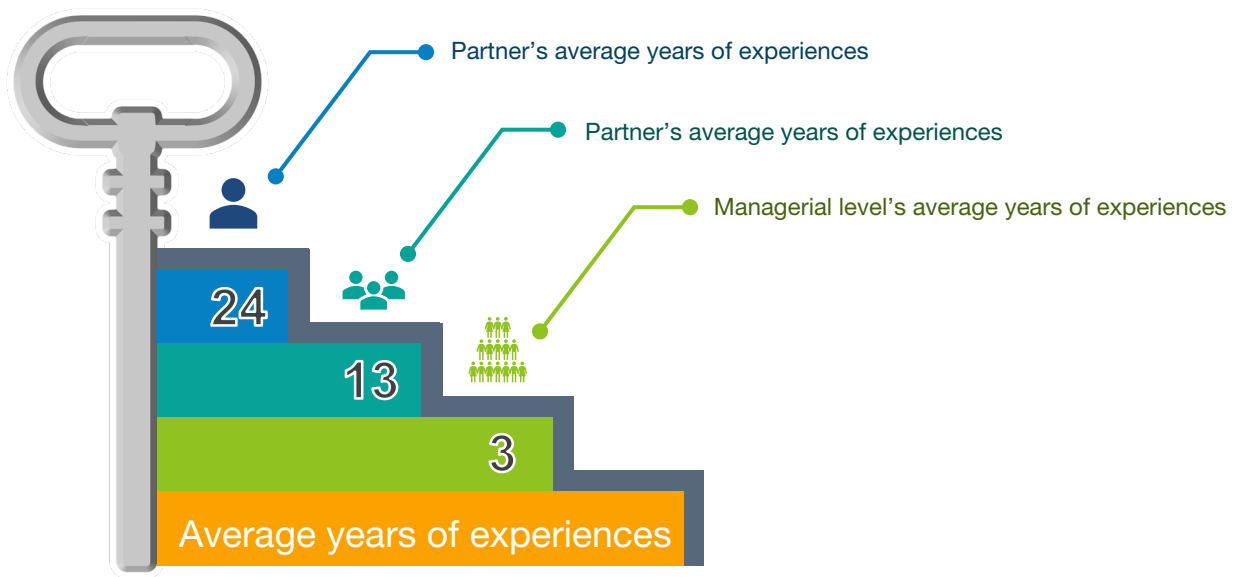 Partner's average years of experiences
Partner's average years of experiences
Managerial level's average years of experiences
24
13
3
Average years of experiences